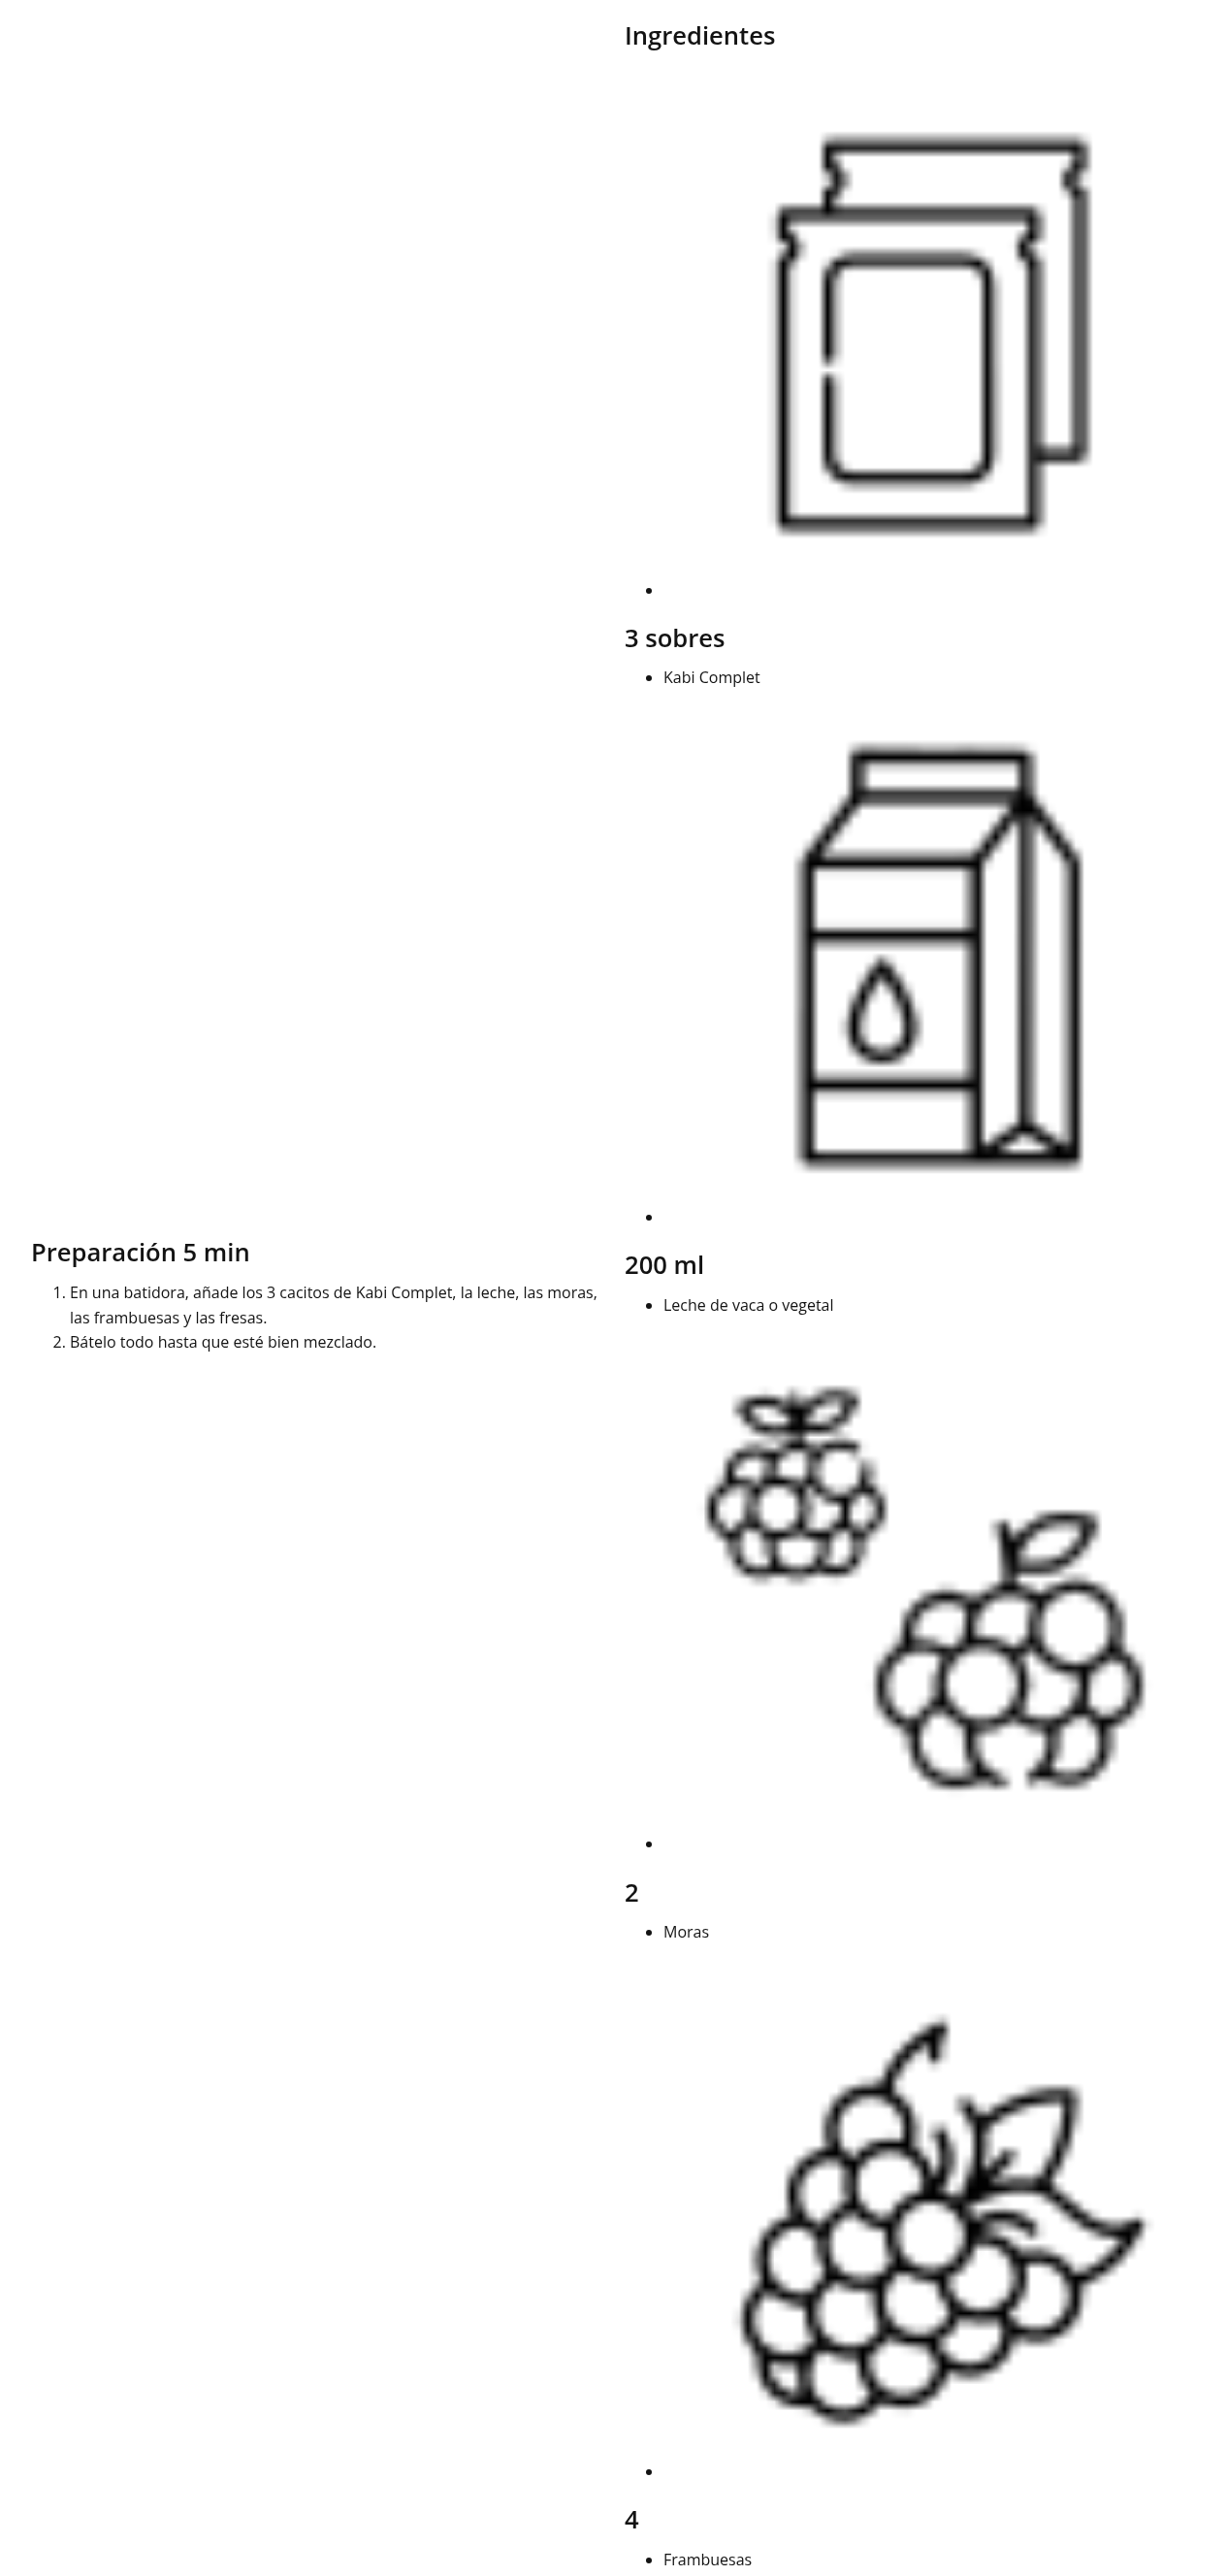 Ingredientes
3 sobres
Kabi Complet
Preparación 5 min
1. En una batidora, añade los 3 cacitos de Kabi Complet, la leche, las moras,
las frambuesas y las fresas.
2. Bátelo todo hasta que esté bien mezclado.
200 ml
Leche de vaca o vegetal
2
Moras
4
Frambuesas